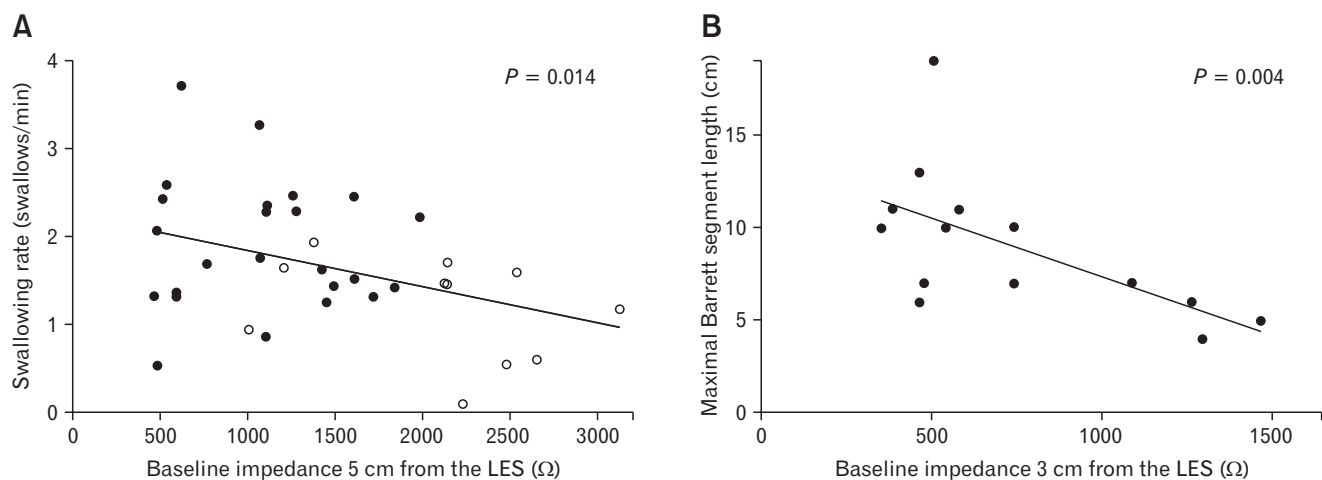 A
Swallowing rate (swallows/min)
4
3
2
1
0
P = 0.014
0 500 1000 1500 2000 2500 3000
Baseline impedance 5 cm from the LES (Ω)
B
Maximal Barrett segment length (cm)
15
10
5
0
P = 0.004
0 500 1000 1500
Baseline impedance 3 cm from the LES (Ω)